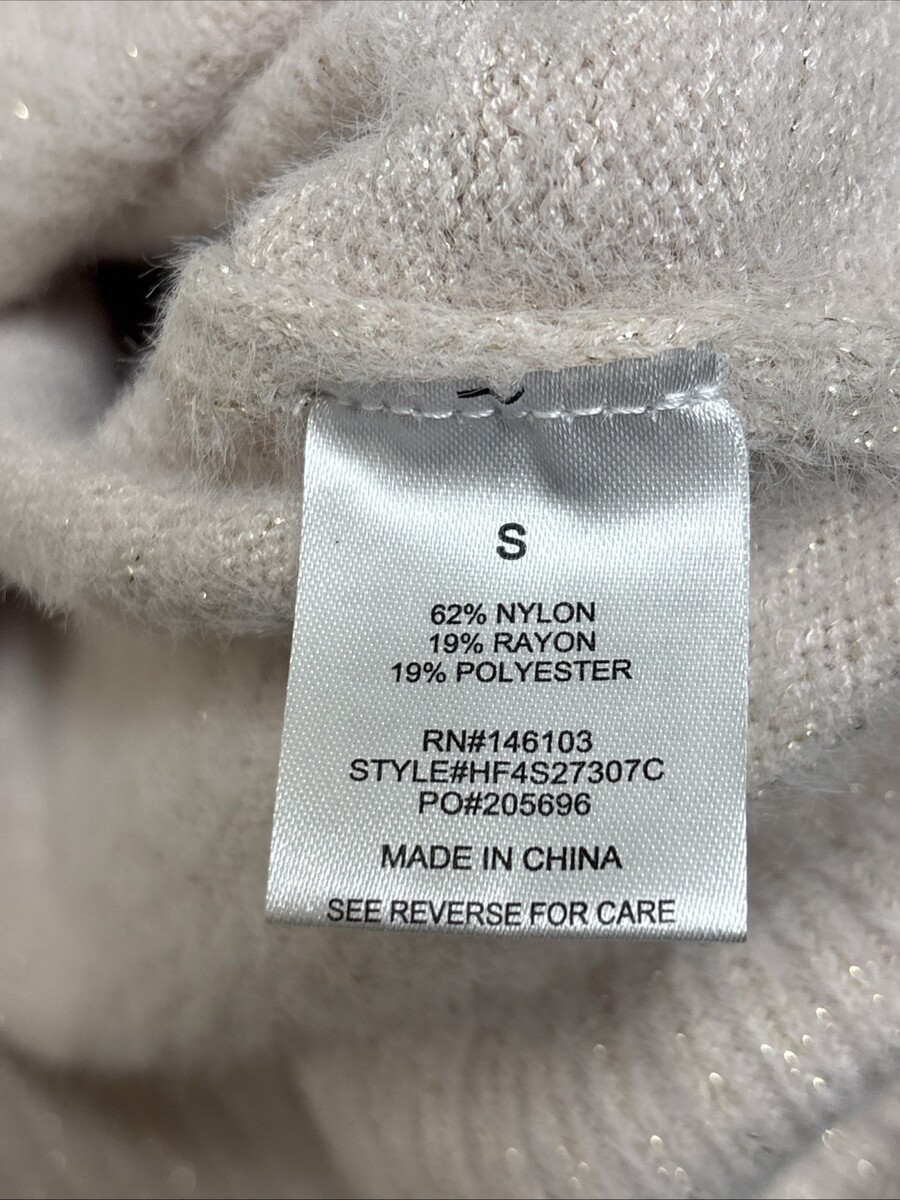 S
62% NYLON
19% RAYON
19% POLYESTER
RN#146103
STYLE#HF4S27307C
PO#205696
MADE IN CHINA
SEE REVERSE FOR CARE